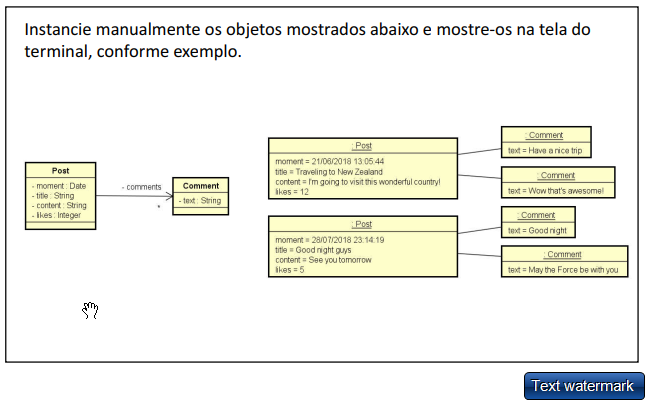 Instancie manualmente os objetos mostrados abaixo e mostre-os na tela do
terminal, conforme exemplo.
Post
- moment : Date
- title : String
- content : String
- likes : Integer
- comments
*
Comment
- text : String
: Post
moment = 21/06/2018 13:05:44
title = Traveling to New Zealand
content = I'm going to visit this wonderful country!
likes = 12
: Comment
text = Have a nice trip
: Comment
text = Wow that's awesome!
: Post
moment = 28/07/2018 23:14:19
title = Good night guys
content = See you tomorrow
likes = 5
: Comment
text = Good night
: Comment
text = May the Force be with you
Text watermark